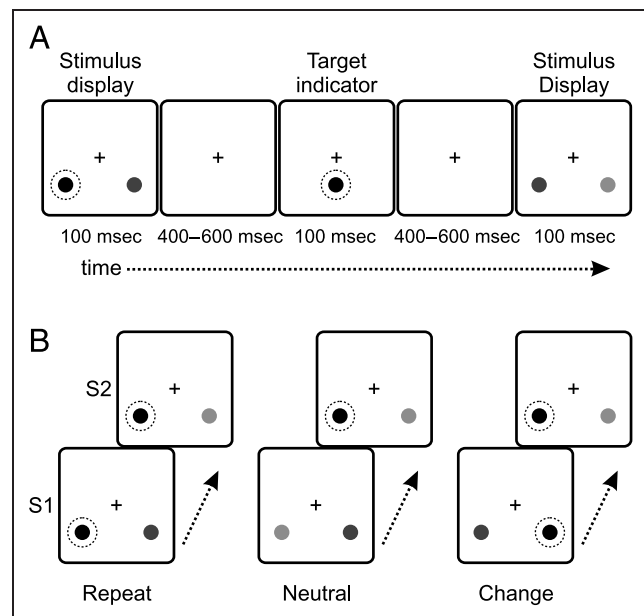 A
Stimulus display
Target indicator
Stimulus Display
100 msec 400–600 msec 100 msec 400–600 msec 100 msec
time
B
S2
S1
Repeat Neutral Change